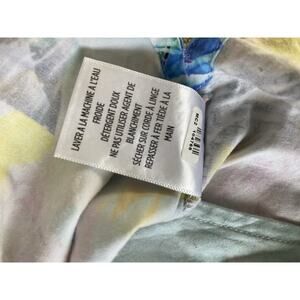 LAVER A LA MACHINE A L'EAU
FROIDE
DETERGENT DOUX
NE PAS UTILISER AGENT DE
BLANCHIMENT
SÉCHER SUR CORDE À LINGE
REPASSER À FER TIÈDE À LA
MAIN